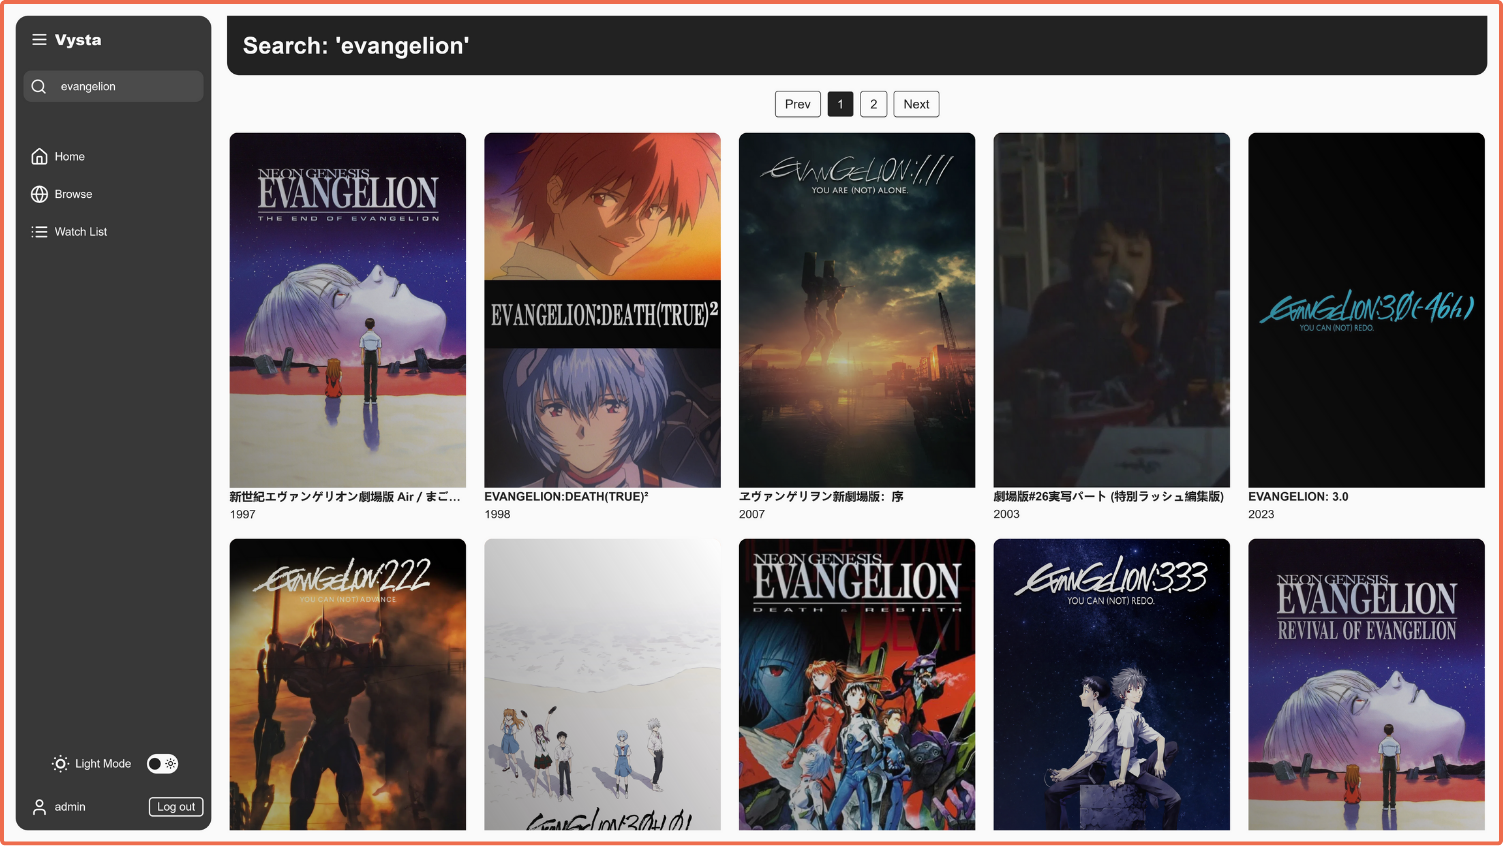 Vysta
evangelion
Home
Browse
Watch List
Light Mode
admin
Log out
Search: 'evangelion'
Prev
1
2
Next
NEON GENESIS
EVANGELION
THE END OF EVANGELION
新世紀エヴァンゲリオン劇場版 Air / まご…
1997
EVANGELION:DEATH(TRUE)²
EVANGELION:DEATH(TRUE)²
1998
EVANGELION:1.11
YOU ARE (NOT) ALONE.
ヱヴァンゲリヲン新劇場版：序
2007
劇場版#26実写パート (特別ラッシュ編集版)
2003
EVANGELION:3.0(-46h)
YOU CAN (NOT) REDO.
EVANGELION: 3.0
2023
EVANGELION:2.22
YOU CAN (NOT) ADVANCE
EVANGELION:3.0+1.01
NEON GENESIS
EVANGELION
DEATH & REBIRTH
EVANGELION:3.33
YOU CAN (NOT) REDO.
NEON GENESIS
EVANGELION
REVIVAL OF EVANGELION